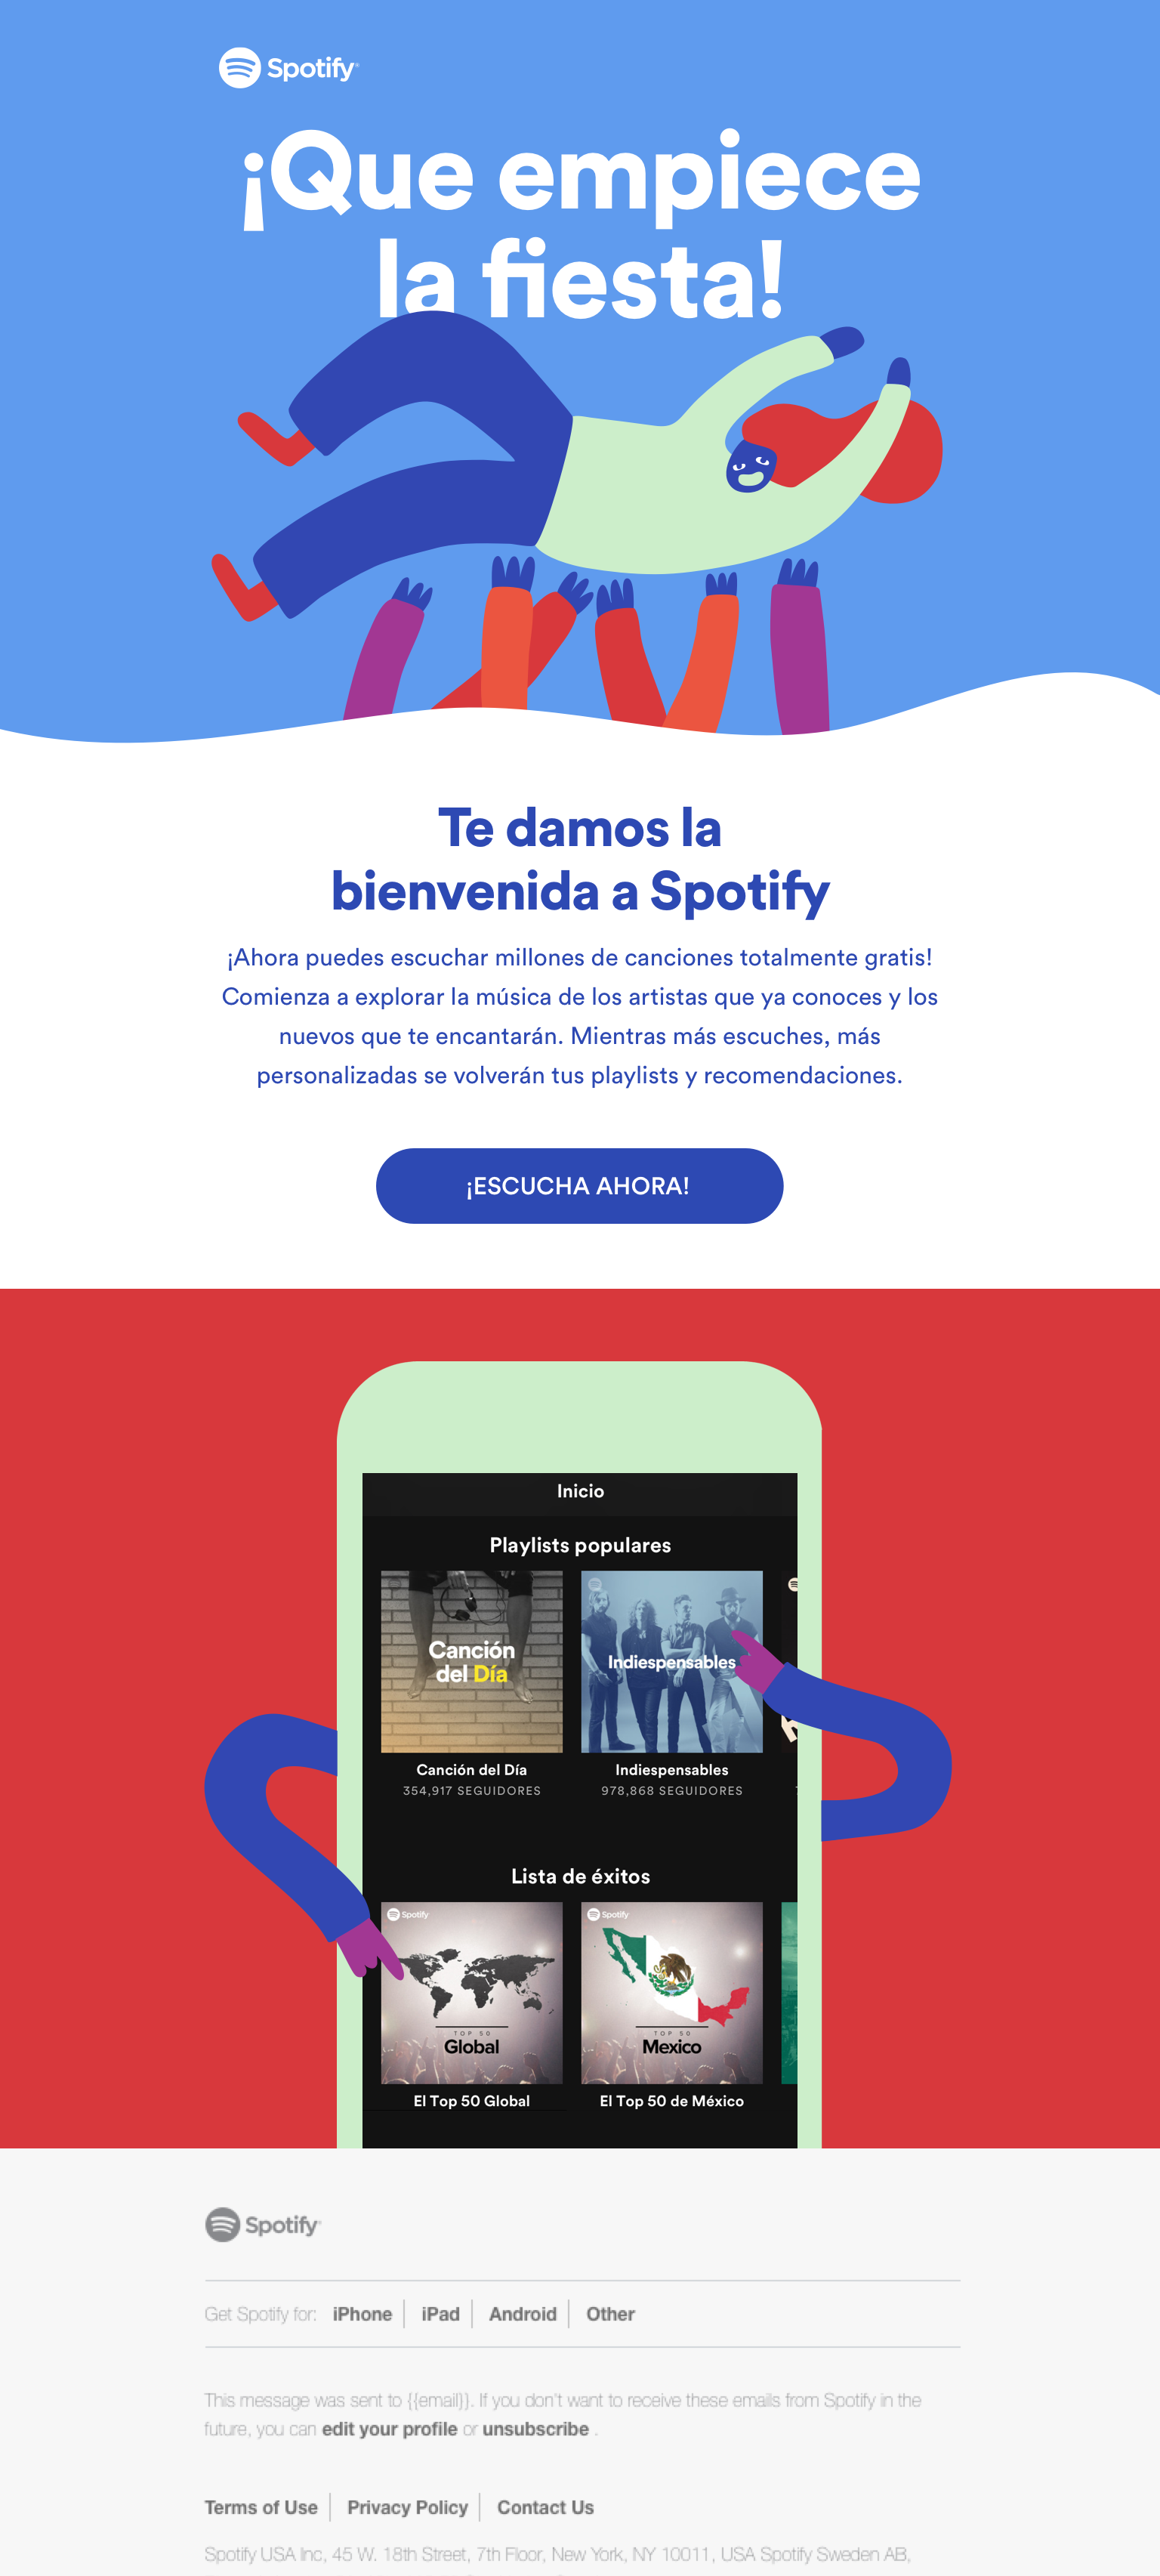 Spotify
¡Que empiece
la fiesta!
Te damos la
bienvenida a Spotify
¡Ahora puedes escuchar millones de canciones totalmente gratis!
Comienza a explorar la música de los artistas que ya conoces y los
nuevos que te encantarán. Mientras más escuches, más
personalizadas se volverán tus playlists y recomendaciones.
¡ESCUCHA AHORA!
Inicio
Playlists populares
Canción
del Día
Indiespensables
Canción del Día
Indiespensables
354,917 SEGUIDORES
978,868 SEGUIDORES
Lista de éxitos
Spotify
Spotify
TOP 50
Global
TOP 50
Mexico
El Top 50 Global
El Top 50 de México
Spotify
Get Spotify for: iPhone iPad Android Other
This message was sent to {{email}}. If you don't want to receive these emails from Spotify in the
future, you can edit your profile or unsubscribe .
Terms of Use Privacy Policy Contact Us
Spotify USA Inc, 45 W. 18th Street, 7th Floor, New York, NY 10011, USA Spotify Sweden AB,